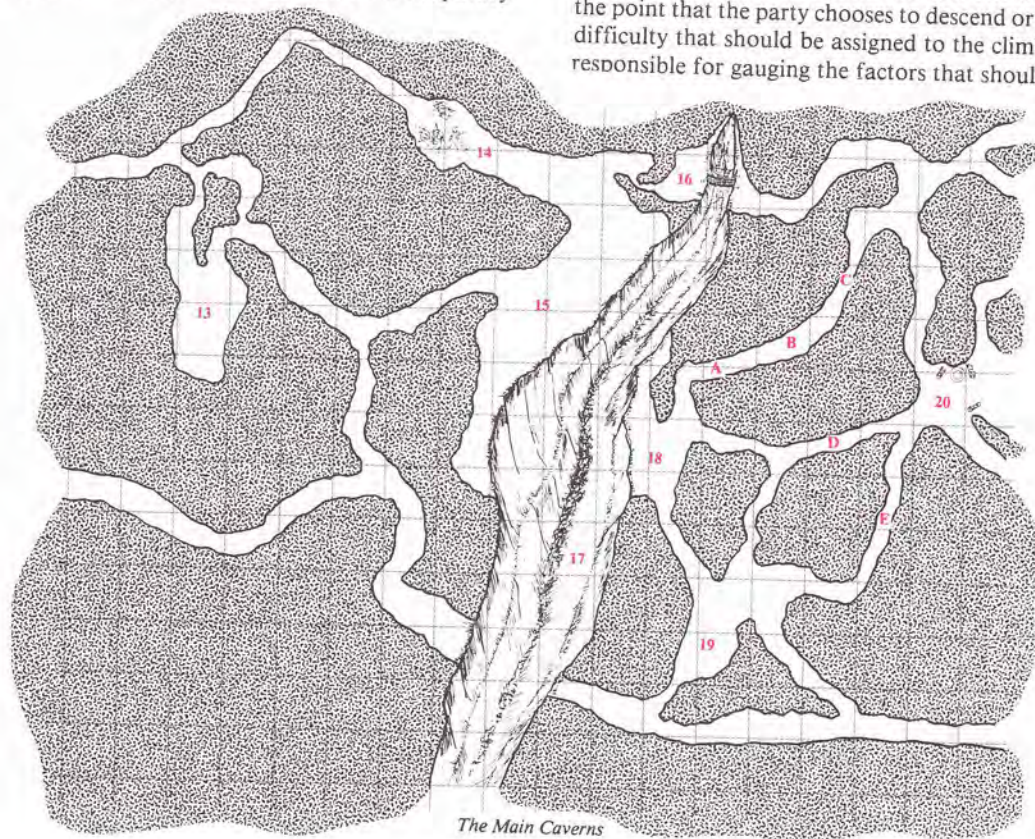 the point that the party chooses to descend or
difficulty that should be assigned to the clim
responsible for gauging the factors that shoul
14
16
13
15
C
B
A
20
D
18
E
17
19
The Main Caverns